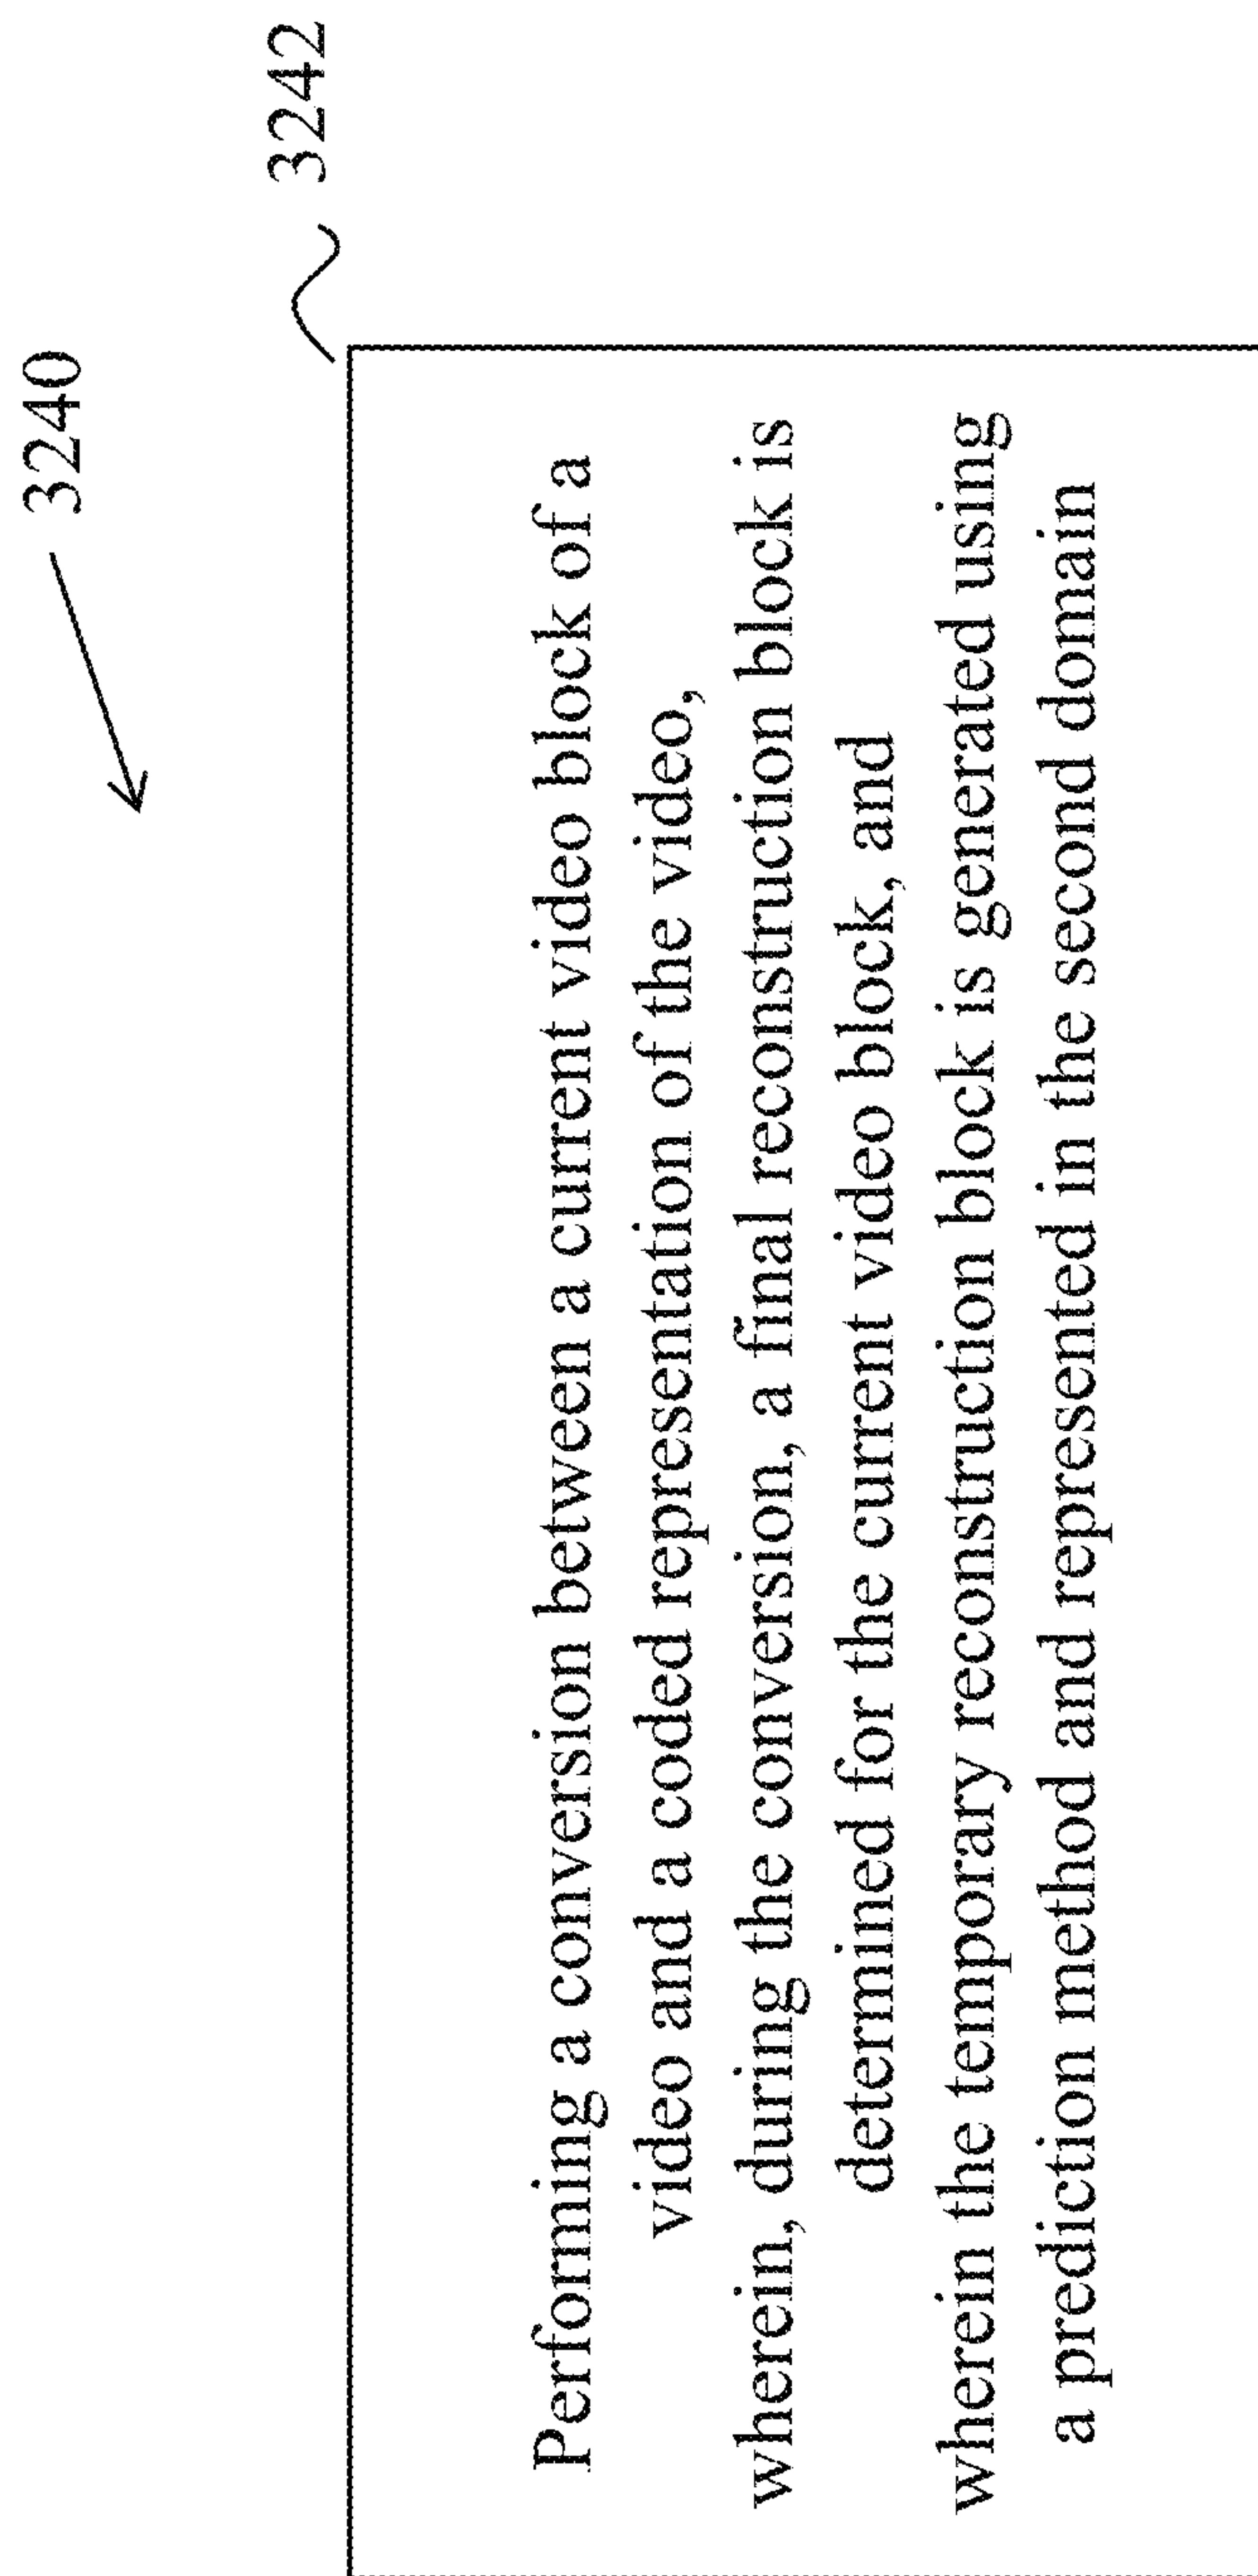 3240
3242
Performing a conversion between a current video block of a
video and a coded representation of the video,
wherein, during the conversion, a final reconstruction block is
determined for the current video block, and
wherein the temporary reconstruction block is generated using
a prediction method and represented in the second domain